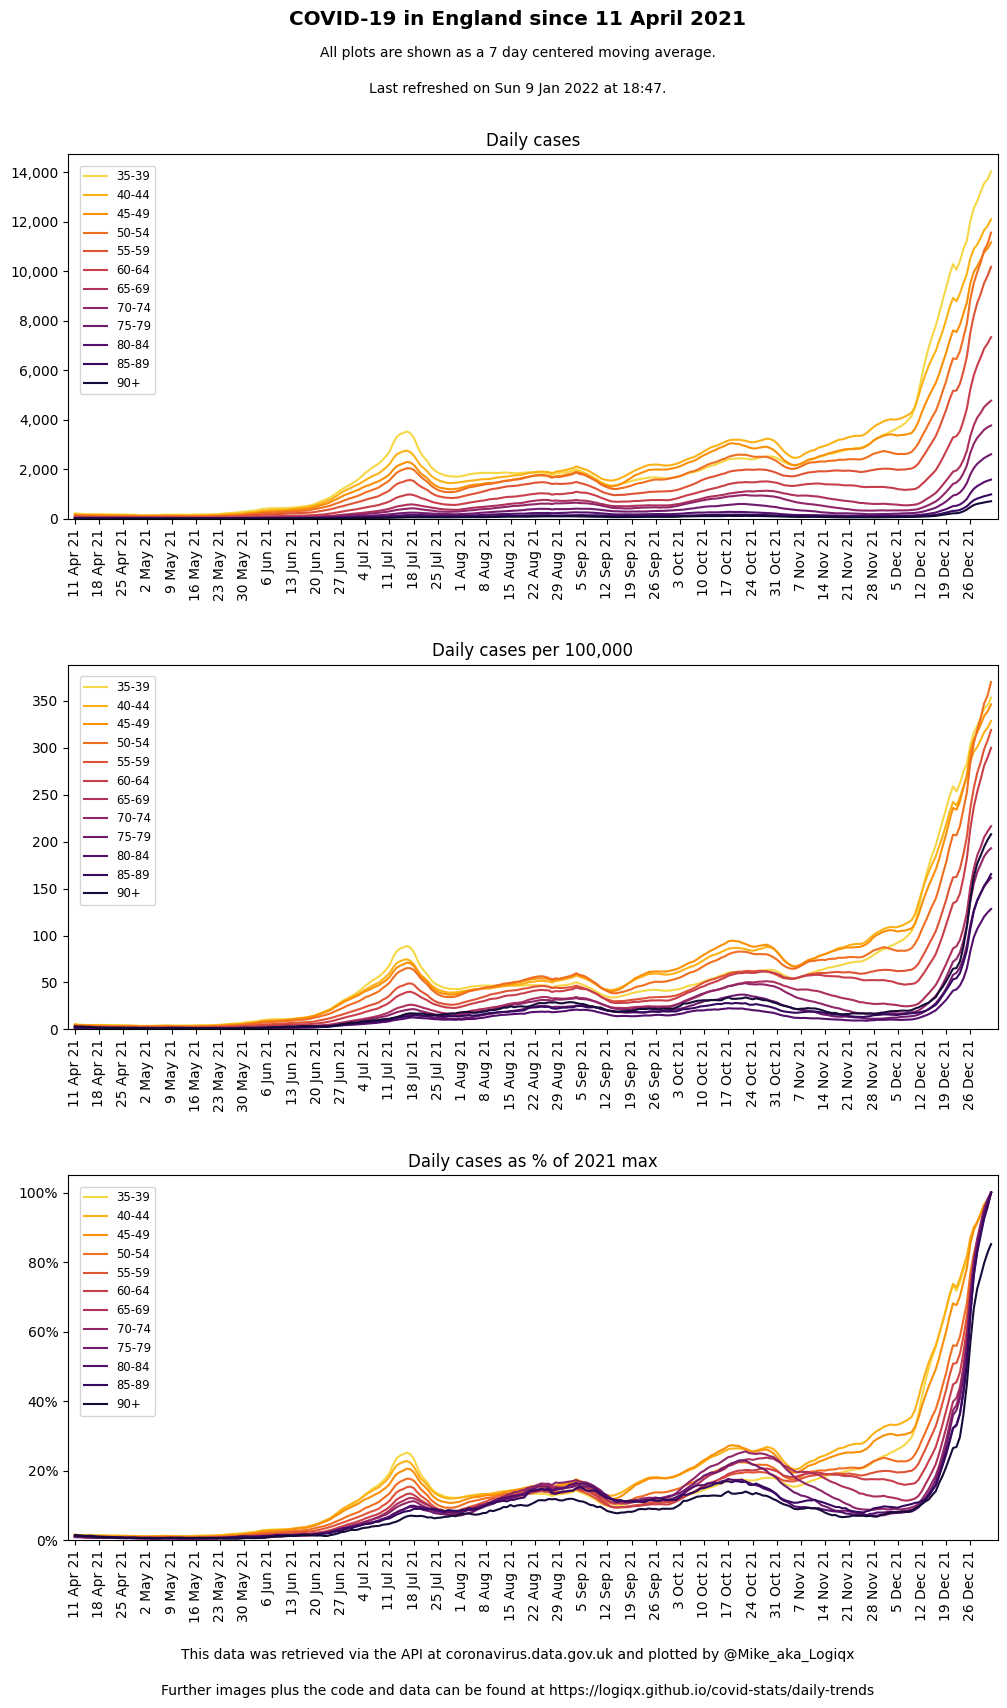 COVID-19 in England since 11 April 2021
All plots are shown as a 7 day centered moving average.
Last refreshed on Sun 9 Jan 2022 at 18:47.
Daily cases
14,000
12,000
10,000
8,000
6,000
4,000
2,000
0
35-39
40-44
45-49
50-54
55-59
60-64
65-69
70-74
75-79
80-84
85-89
90+
11 Apr 21
18 Apr 21
25 Apr 21
2 May 21
9 May 21
16 May 21
23 May 21
30 May 21
6 Jun 21
13 Jun 21
20 Jun 21
27 Jun 21
4 Jul 21
11 Jul 21
18 Jul 21
25 Jul 21
1 Aug 21
8 Aug 21
15 Aug 21
22 Aug 21
29 Aug 21
5 Sep 21
12 Sep 21
19 Sep 21
26 Sep 21
3 Oct 21
10 Oct 21
17 Oct 21
24 Oct 21
31 Oct 21
7 Nov 21
14 Nov 21
21 Nov 21
28 Nov 21
5 Dec 21
12 Dec 21
19 Dec 21
26 Dec 21
Daily cases per 100,000
350
300
250
200
150
100
50
0
35-39
40-44
45-49
50-54
55-59
60-64
65-69
70-74
75-79
80-84
85-89
90+
11 Apr 21
18 Apr 21
25 Apr 21
2 May 21
9 May 21
16 May 21
23 May 21
30 May 21
6 Jun 21
13 Jun 21
20 Jun 21
27 Jun 21
4 Jul 21
11 Jul 21
18 Jul 21
25 Jul 21
1 Aug 21
8 Aug 21
15 Aug 21
22 Aug 21
29 Aug 21
5 Sep 21
12 Sep 21
19 Sep 21
26 Sep 21
3 Oct 21
10 Oct 21
17 Oct 21
24 Oct 21
31 Oct 21
7 Nov 21
14 Nov 21
21 Nov 21
28 Nov 21
5 Dec 21
12 Dec 21
19 Dec 21
26 Dec 21
Daily cases as % of 2021 max
100%
80%
60%
40%
20%
0%
35-39
40-44
45-49
50-54
55-59
60-64
65-69
70-74
75-79
80-84
85-89
90+
11 Apr 21
18 Apr 21
25 Apr 21
2 May 21
9 May 21
16 May 21
23 May 21
30 May 21
6 Jun 21
13 Jun 21
20 Jun 21
27 Jun 21
4 Jul 21
11 Jul 21
18 Jul 21
25 Jul 21
1 Aug 21
8 Aug 21
15 Aug 21
22 Aug 21
29 Aug 21
5 Sep 21
12 Sep 21
19 Sep 21
26 Sep 21
3 Oct 21
10 Oct 21
17 Oct 21
24 Oct 21
31 Oct 21
7 Nov 21
14 Nov 21
21 Nov 21
28 Nov 21
5 Dec 21
12 Dec 21
19 Dec 21
26 Dec 21
This data was retrieved via the API at coronavirus.data.gov.uk and plotted by @Mike_aka_Logiqx
Further images plus the code and data can be found at https://logiqx.github.io/covid-stats/daily-trends